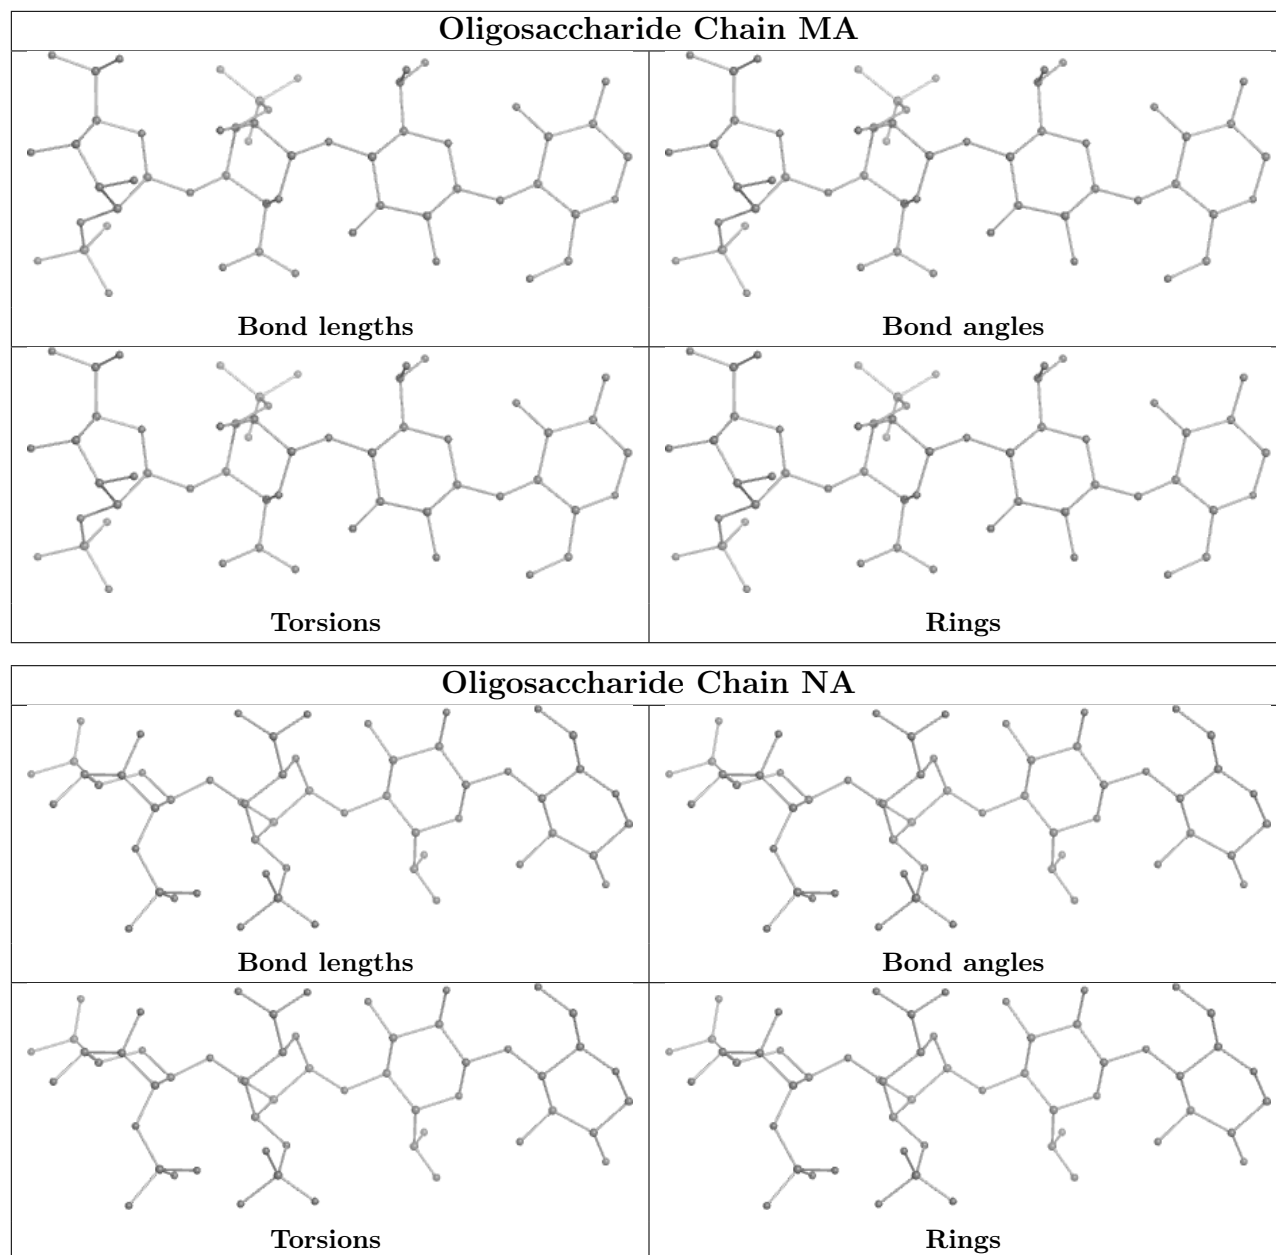 Oligosaccharide Chain MA
Bond lengths
Bond angles
Torsions
Rings
Oligosaccharide Chain NA
Bond lengths
Bond angles
Torsions
Rings